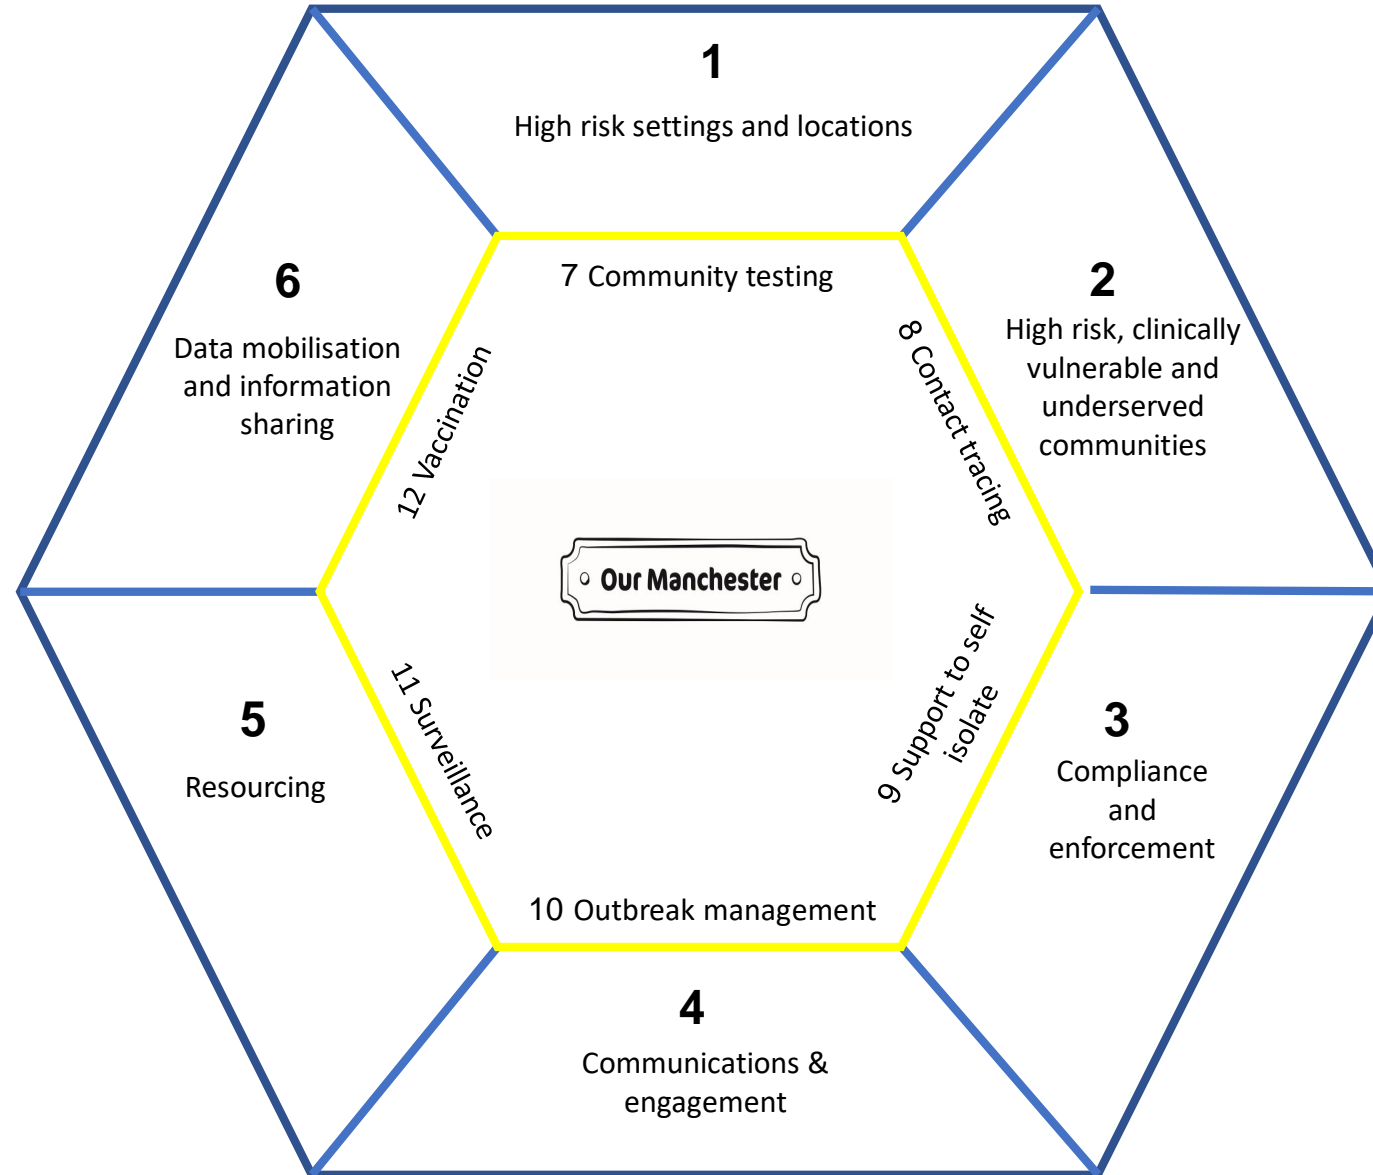 1
High risk settings and locations
2
High risk, clinically
vulnerable and
underserved
communities
3
Compliance
and
enforcement
4
Communications &
engagement
5
Resourcing
6
Data mobilisation
and information
sharing
7 Community testing
8 Contact tracing
9 Support to self
isolate
10 Outbreak management
11 Surveillance
12 Vaccination
Our Manchester